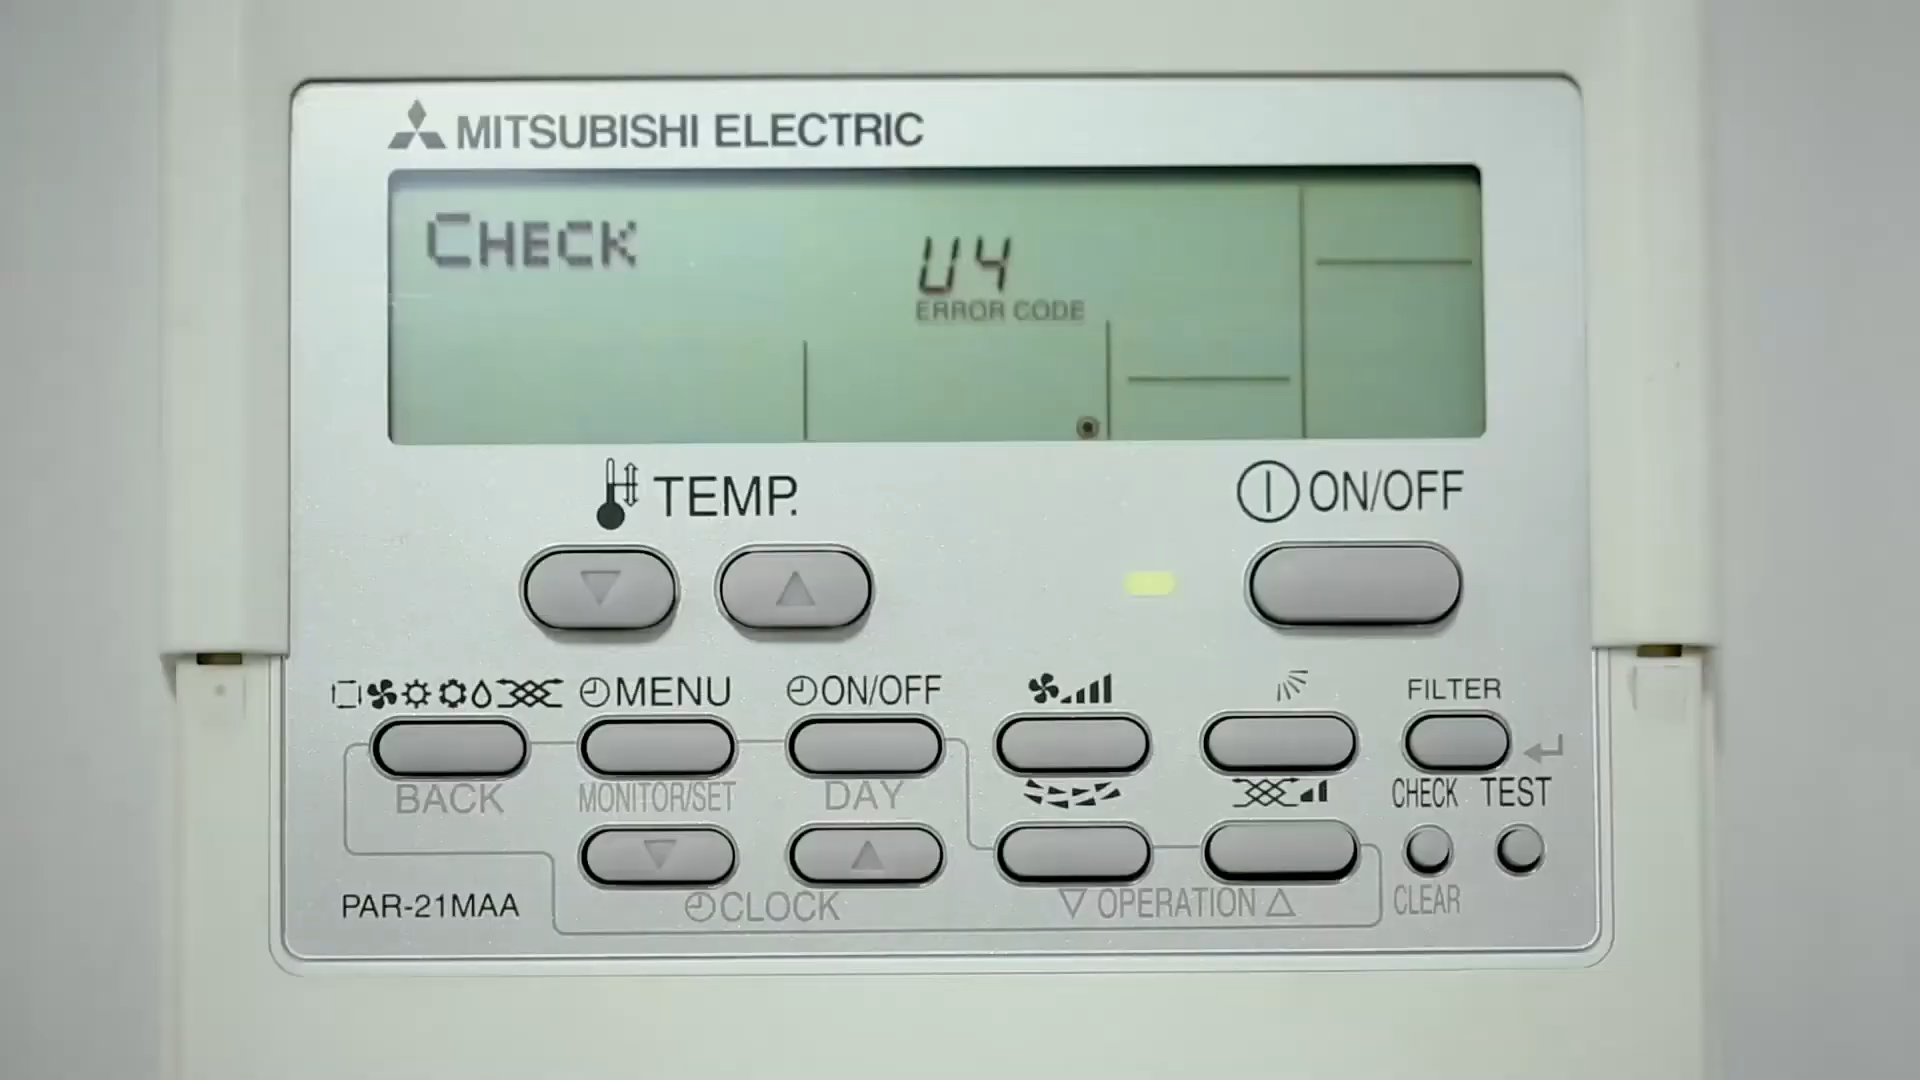 MITSUBISHI ELECTRIC
CHECK
U4
ERROR CODE
TEMP.
ON/OFF
MENU
ON/OFF
FILTER
BACK
MONITOR/SET
DAY
CHECK
TEST
PAR-21MAA
CLOCK
OPERATION
CLEAR